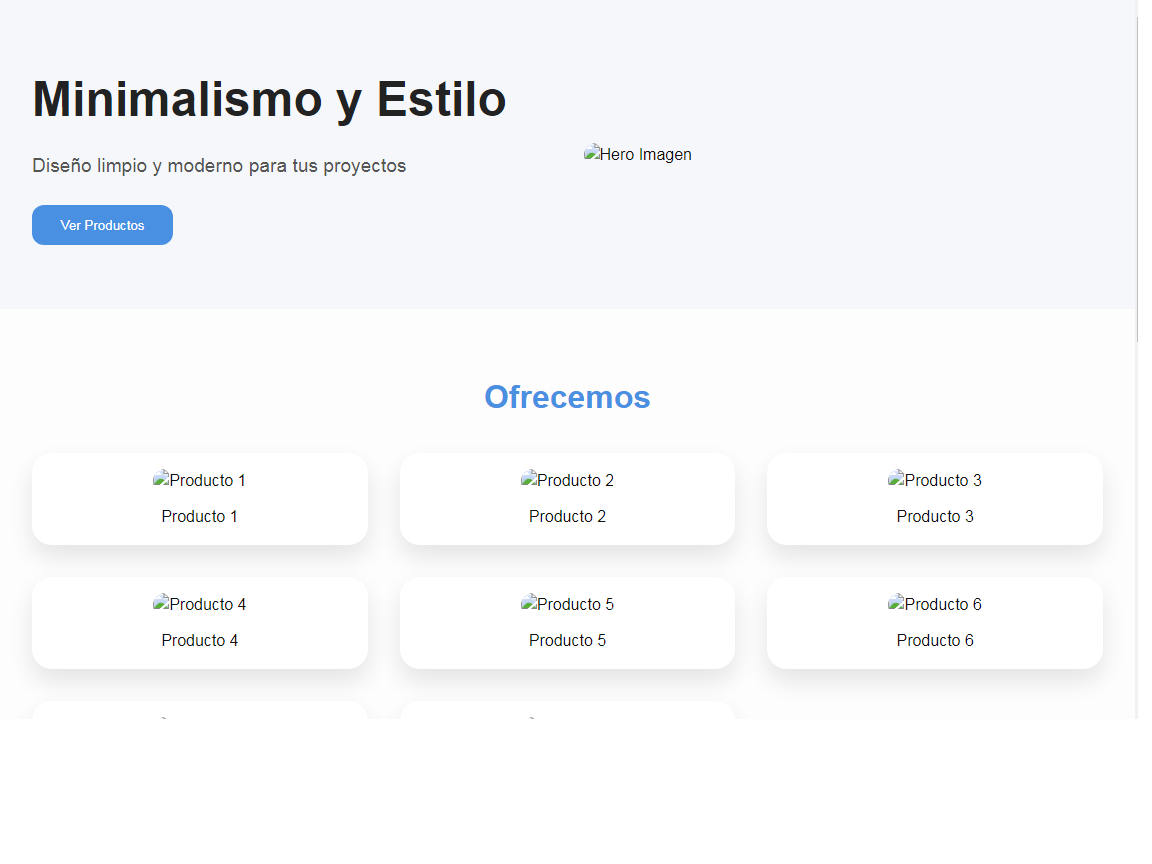 Minimalismo y Estilo
Diseño limpio y moderno para tus proyectos
Hero Imagen
Ver Productos
Ofrecemos
Producto 1
Producto 1
Producto 2
Producto 2
Producto 3
Producto 3
Producto 4
Producto 4
Producto 5
Producto 5
Producto 6
Producto 6